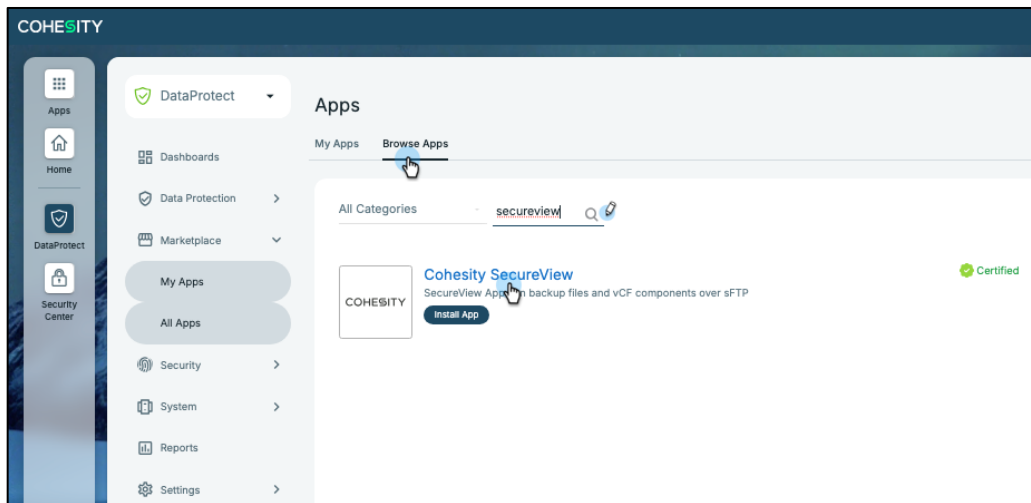 COHESITY
Apps
Home
DataProtect
Security
Center
DataProtect
Dashboards
Data Protection
Marketplace
My Apps
All Apps
Security
System
Reports
Settings
Apps
My Apps
Browse Apps
All Categories
secureview
COHESITY
Cohesity SecureView
SecureView App backup files and vCF components over sFTP
Install App
Certified